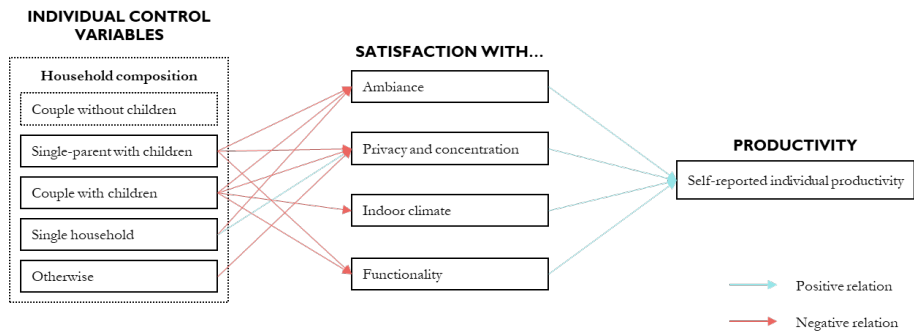 INDIVIDUAL CONTROL
VARIABLES
Household composition
Couple without children
Single-parent with children
Couple with children
Single household
Otherwise
SATISFACTION WITH...
Ambiance
Privacy and concentration
Indoor climate
Functionality
PRODUCTIVITY
Self-reported individual productivity
Positive relation
Negative relation